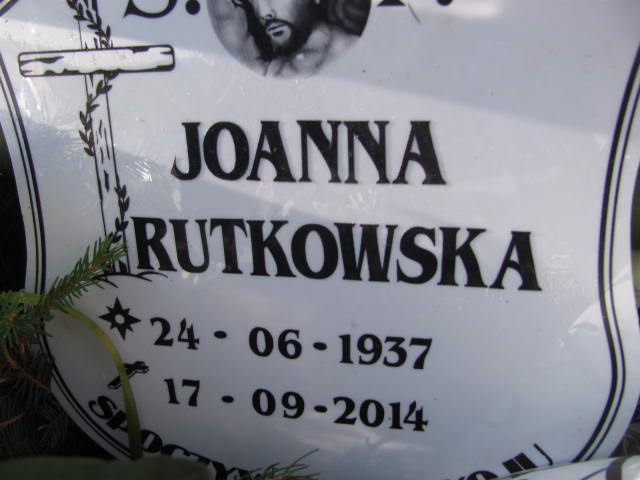 JOANNA
RUTKOWSKA
24 - 06 - 1937
17 - 09 - 2014